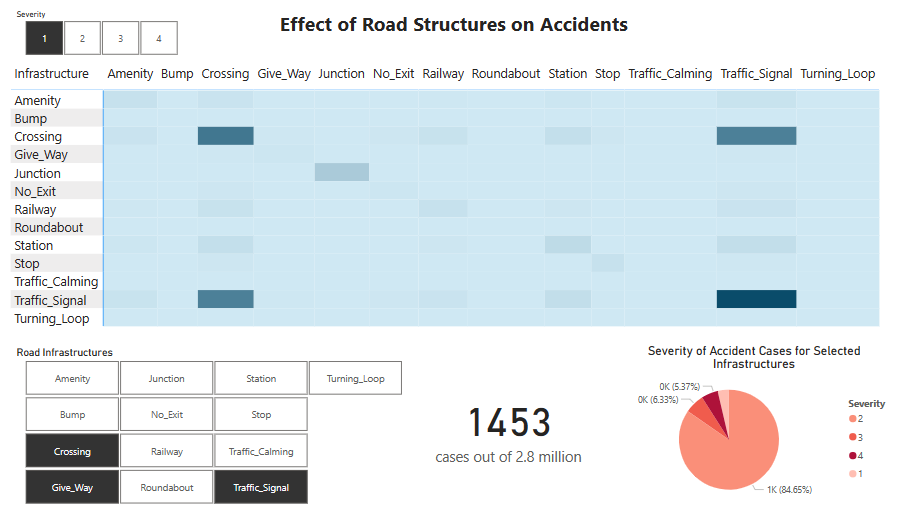 Severity
Effect of Road Structures on Accidents
1 2 3 4
Infrastructure Amenity Bump Crossing Give_Way Junction No_Exit Railway Roundabout Station Stop Traffic_Calming Traffic_Signal Turning_Loop
Amenity
Bump
Crossing
Give_Way
Junction
No_Exit
Railway
Roundabout
Station
Stop
Traffic_Calming
Traffic_Signal
Turning_Loop
Road Infrastructures
Amenity Junction Station Turning_Loop
Bump No_Exit Stop
Crossing Railway Traffic_Calming
Give_Way Roundabout Traffic_Signal
1453
cases out of 2.8 million
Severity of Accident Cases for Selected
Infrastructures
0K (5.37%)
0K (6.33%)
1K (84.65%)
Severity
2
3
4
1